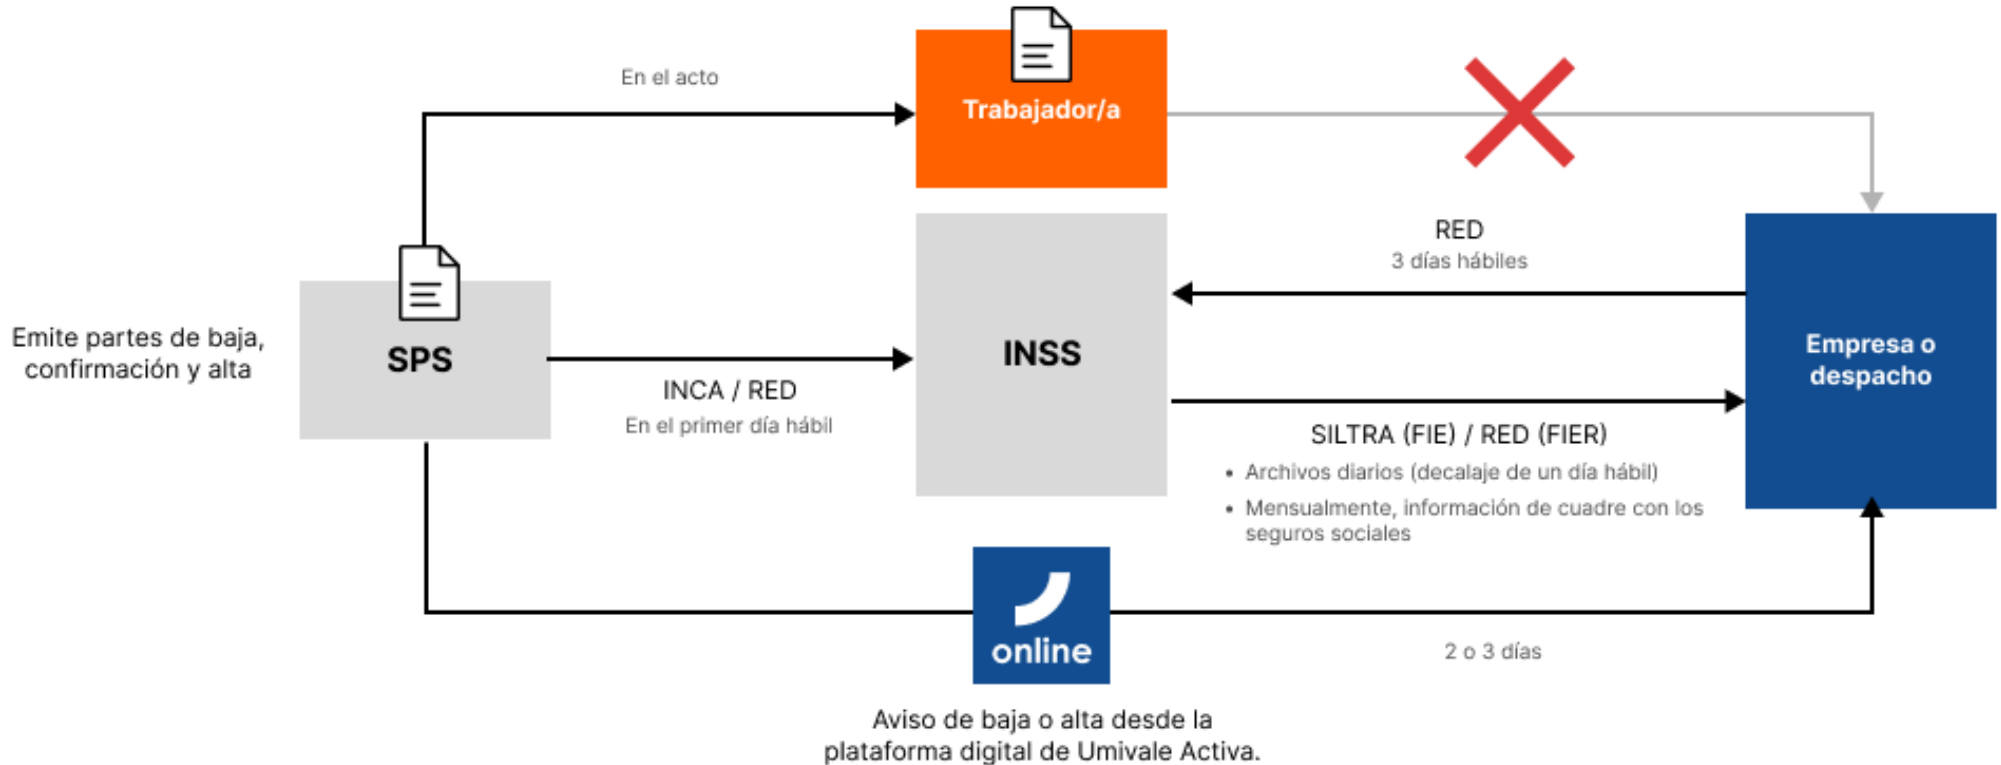 En el acto
Trabajador/a
RED
3 días hábiles
Emite partes de baja,
confirmación y alta
SPS
INCA / RED
En el primer día hábil
INSS
Empresa o
despacho
SILTRA (FIE) / RED (FIER)
• Archivos diarios (decalaje de un día hábil)
• Mensualmente, información de cuadre con los
seguros sociales
online
2 o 3 días
Aviso de baja o alta desde la
plataforma digital de Umivale Activa.